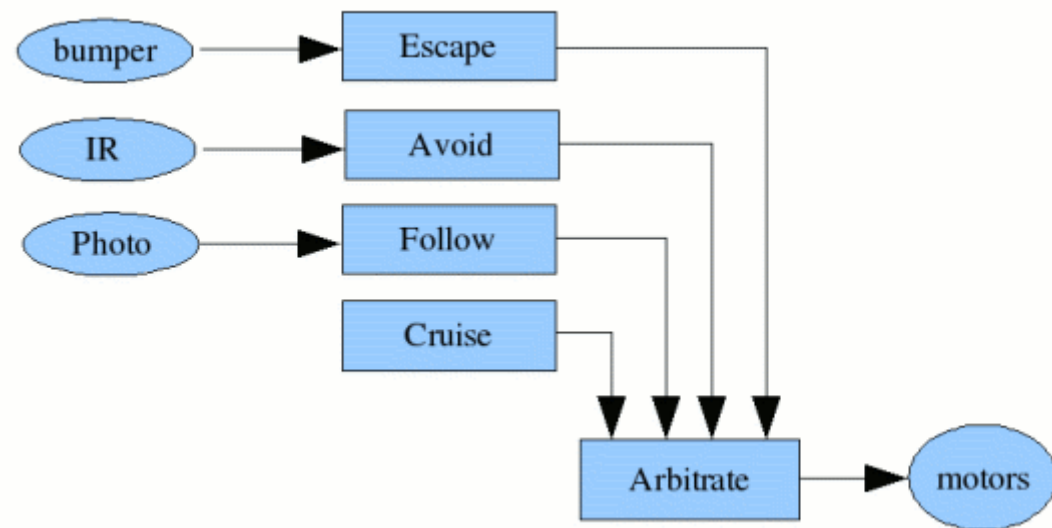 bumper
Escape
IR
Avoid
Photo
Follow
Cruise
Arbitrate
motors